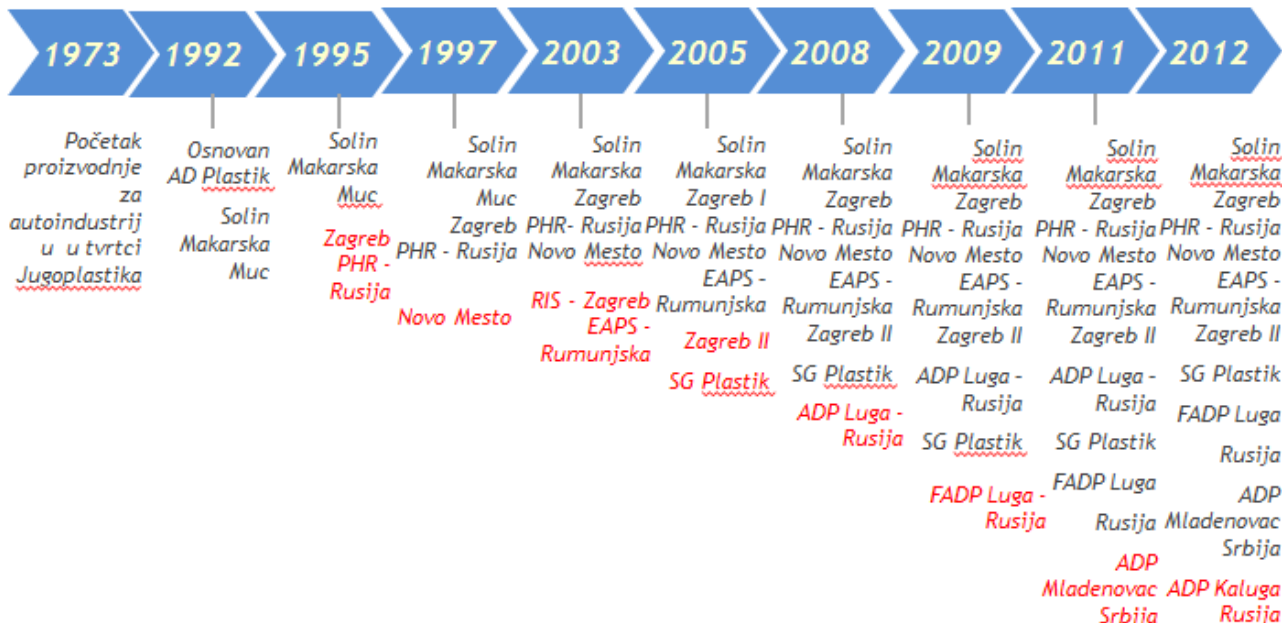 1973
1992
1995
1997
2003
2005
2008
2009
2011
2012
Početak
proizvodnje
za
autoindustrij
u u tvrtci
Jugoplastika
Osnovan
AD Plastik
Solin
Makarska
Muc
Solin
Makarska
Muc
Zagreb
PHR -
Rusija
Solin
Makarska
Muc
Zagreb
PHR - Rusija
Novo Mesto
Solin
Makarska
Zagreb
PHR- Rusija
Novo Mesto
RIS - Zagreb
EAPS -
Rumunjska
Solin
Makarska
Zagreb I
PHR - Rusija
Novo Mesto
EAPS -
Rumunjska
Zagreb II
SG Plastik
Solin
Makarska
Zagreb
PHR - Rusija
Novo Mesto
EAPS -
Rumunjska
Zagreb II
SG Plastik
ADP Luga -
Rusija
Solin
Makarska
Zagreb
PHR - Rusija
Novo Mesto
EAPS -
Rumunjska
Zagreb II
ADP Luga -
Rusija
SG Plastik
FADP Luga -
Rusija
Solin
Makarska
Zagreb
PHR - Rusija
Novo Mesto
EAPS -
Rumunjska
Zagreb II
ADP Luga -
Rusija
SG Plastik
FADP Luga
Rusija
ADP
Mladenovac
Srbija
Solin
Makarska
Zagreb
PHR - Rusija
Novo Mesto
EAPS -
Rumunjska
Zagreb II
SG Plastik
FADP Luga
Rusija
ADP
Mladenovac
Srbija
ADP Kaluga
Rusija